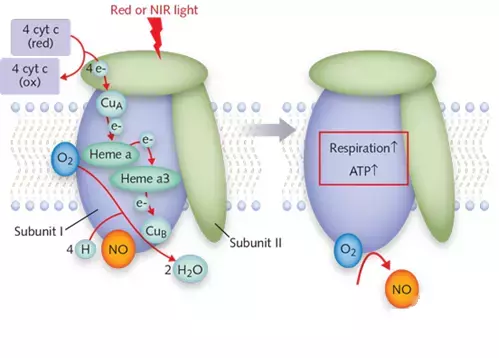 Red or NIR light
4 cyt c
(red)
4 cyt c
(ox)
4 e-
CuA
e-
Heme a
e-
O2
Heme a3
e-
CuB
Subunit I
4 H
NO
2 H2O
Subunit II
Respiration↑
ATP↑
O2
NO